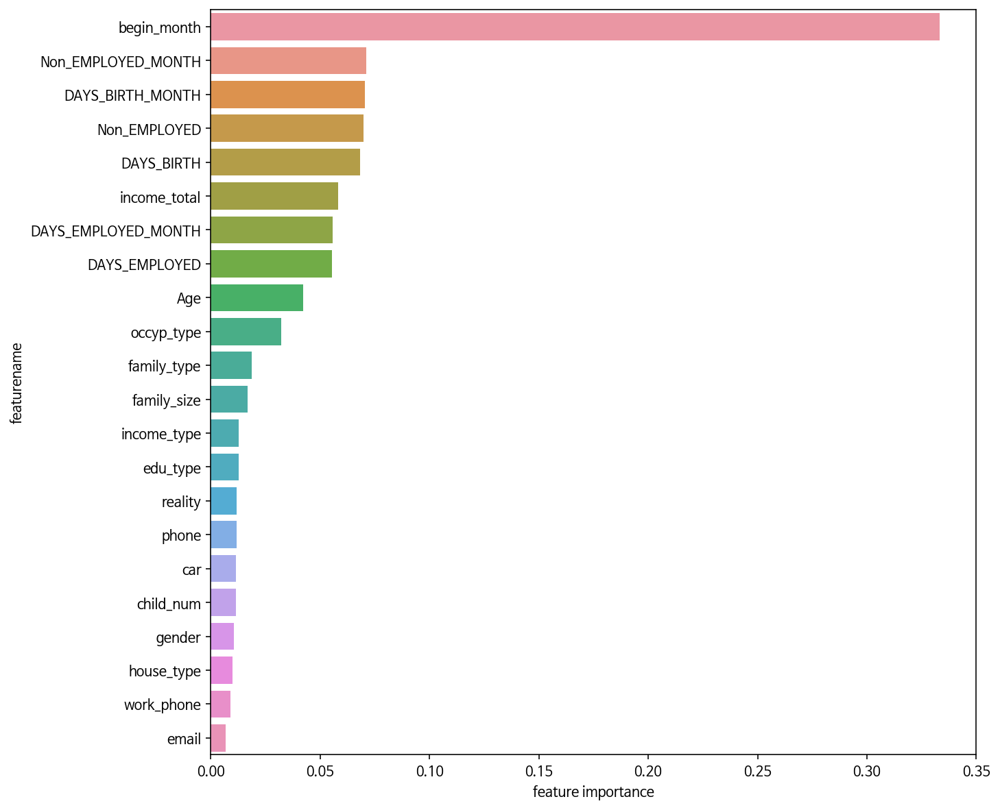 begin_month
Non_EMPLOYED_MONTH
DAYS_BIRTH_MONTH
Non_EMPLOYED
DAYS_BIRTH
income_total
DAYS_EMPLOYED_MONTH
DAYS_EMPLOYED
Age
occyp_type
family_type
family_size
income_type
edu_type
reality
phone
car
child_num
gender
house_type
work_phone
email
featurename
0.00 0.05 0.10 0.15 0.20 0.25 0.30 0.35
feature importance